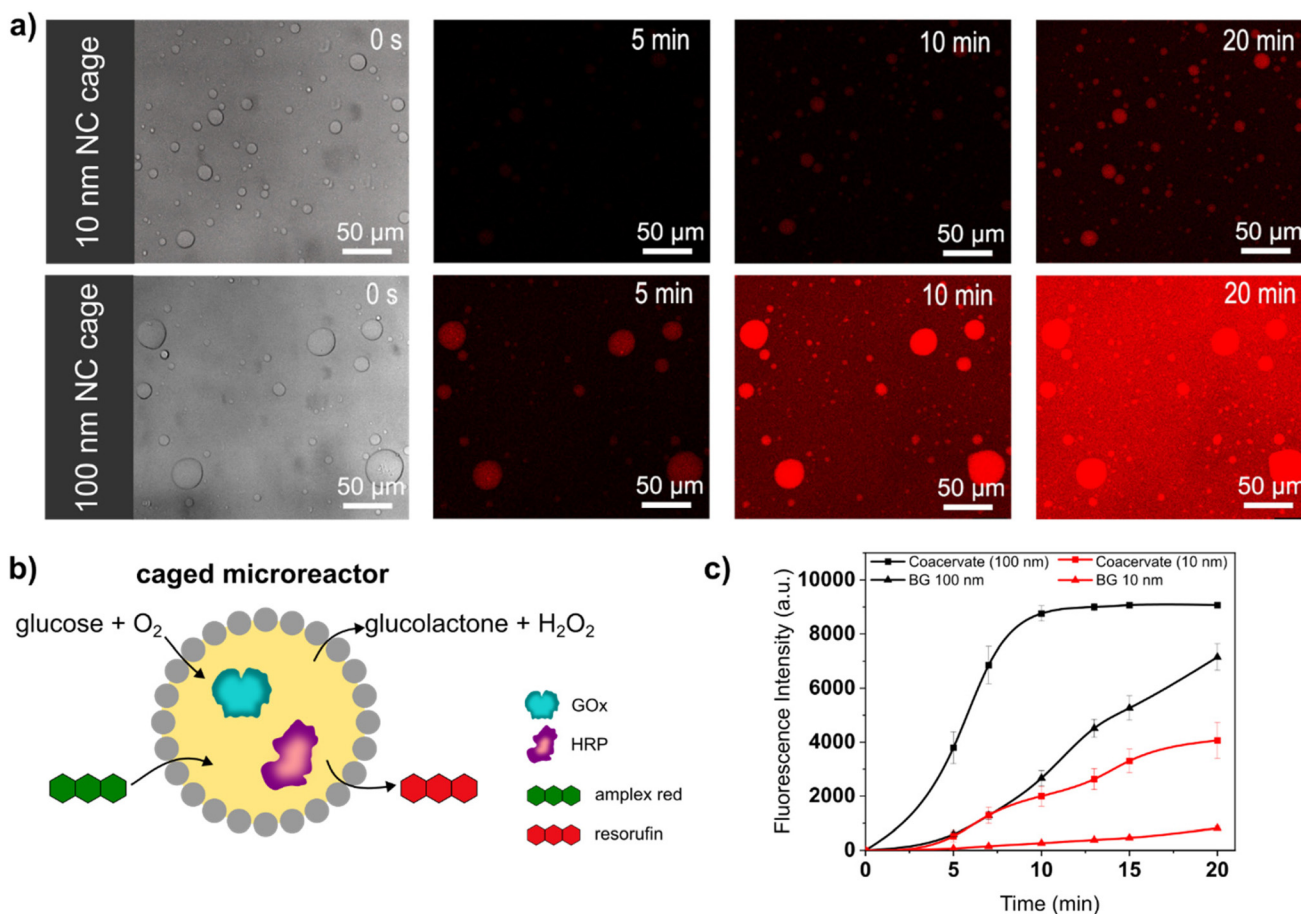 a)
10 nm NC cage
0 s
50 µm
5 min
50 µm
10 min
50 µm
20 min
50 µm
100 nm NC cage
0 s
50 µm
5 min
50 µm
10 min
50 µm
20 min
50 µm
b)
caged microreactor
glucose + O₂
glucolactone + H₂O₂
GOx
HRP
amplex red
resorufin
c)
Coacervate (100 nm)
Coacervate (10 nm)
BG 100 nm
BG 10 nm
Fluorescence Intensity (a.u.)
10000
8000
6000
4000
2000
0
0 5 10 15 20
Time (min)